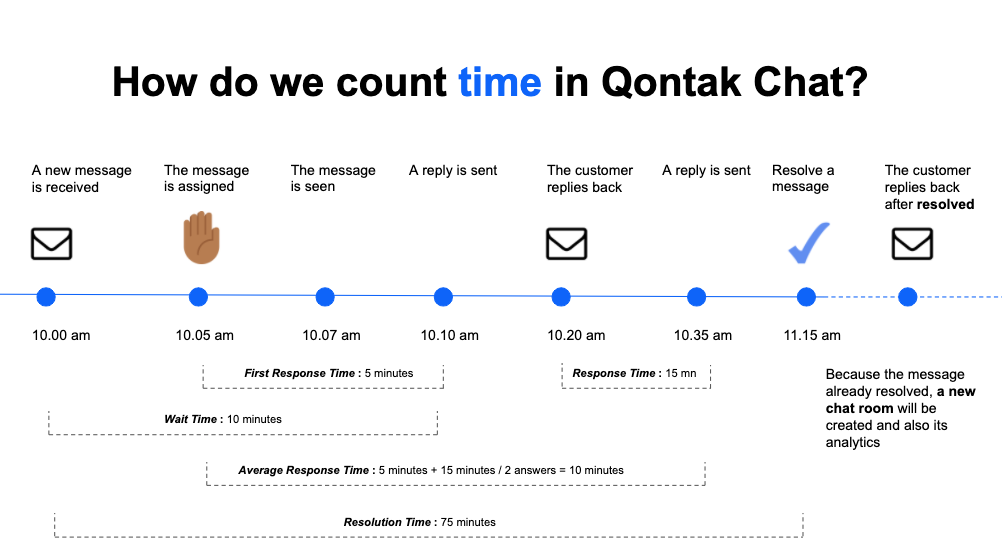 How do we count time in Qontak Chat?
A new message
is received
The message
is assigned
The message
is seen
A reply is sent
The customer
replies back
A reply is sent
Resolve a
message
The customer
replies back
after resolved
10.00 am
10.05 am
10.07 am
10.10 am
10.20 am
10.35 am
11.15 am
First Response Time : 5 minutes
Response Time : 15 mn
Because the message
already resolved, a new
chat room will be
created and also its
analytics
Wait Time : 10 minutes
Average Response Time : 5 minutes + 15 minutes / 2 answers = 10 minutes
Resolution Time : 75 minutes